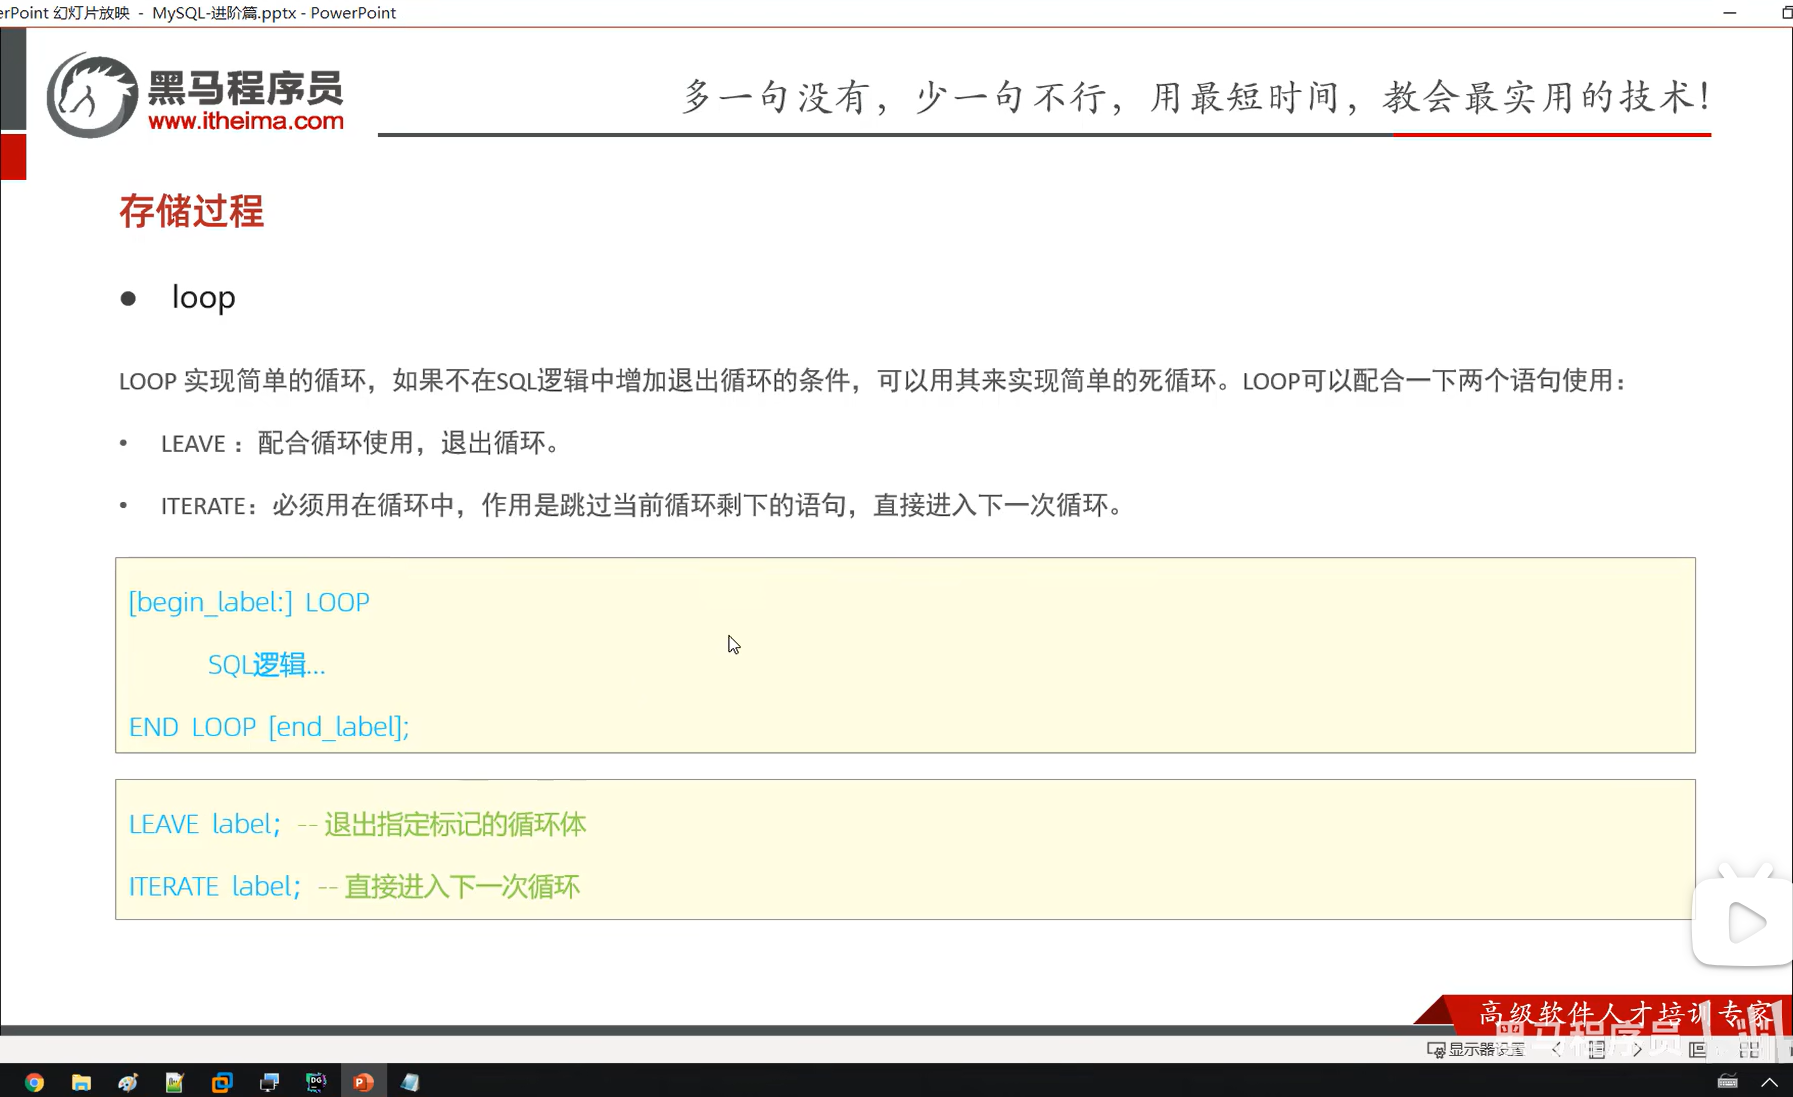 erPoint 幻灯片放映 - MySQL-进阶篇.pptx - PowerPoint
黑马程序员
www.itheima.com
多一句没有，少一句不行，用最短时间，教会最实用的技术！
存储过程
● loop
LOOP 实现简单的循环，如果不在SQL逻辑中增加退出循环的条件，可以用其来实现简单的死循环。LOOP可以配合一下两个语句使用：
• LEAVE ：配合循环使用，退出循环。
• ITERATE：必须用在循环中，作用是跳过当前循环剩下的语句，直接进入下一次循环。
[begin_label:] LOOP
SQL逻辑...
END LOOP [end_label];
LEAVE label; -- 退出指定标记的循环体
ITERATE label; -- 直接进入下一次循环
高级软件人才培训专家
黑马程序员
显示器设置